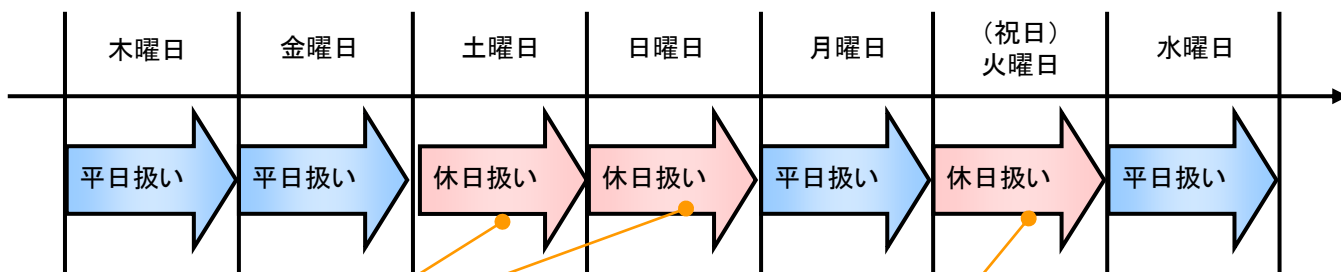 木曜日
金曜日
土曜日
日曜日
月曜日
（祝日）
火曜日
水曜日
平日扱い
平日扱い
休日扱い
休日扱い
平日扱い
休日扱い
平日扱い